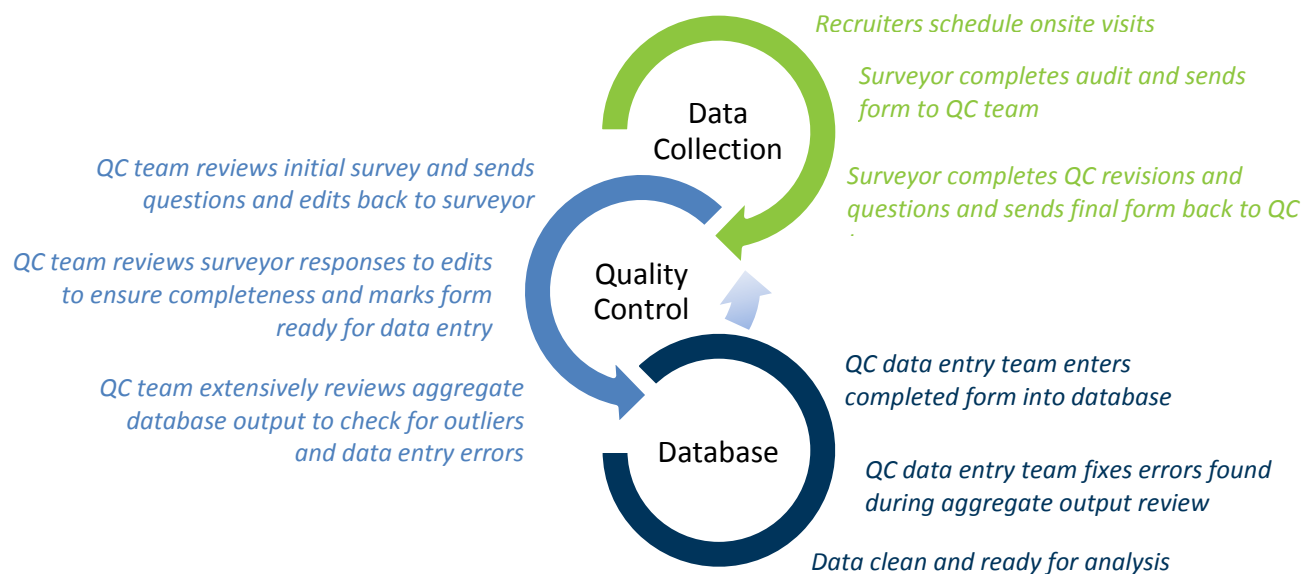 Recruiters schedule onsite visits
Surveyor completes audit and sends
form to QC team
Surveyor completes QC revisions and
questions and sends final form back to QC
Data
Collection
QC team reviews initial survey and sends
questions and edits back to surveyor
QC team reviews surveyor responses to edits
to ensure completeness and marks form
ready for data entry
QC team extensively reviews aggregate
database output to check for outliers
and data entry errors
Quality
Control
QC data entry team enters
completed form into database
QC data entry team fixes errors found
during aggregate output review
Data clean and ready for analysis
Database